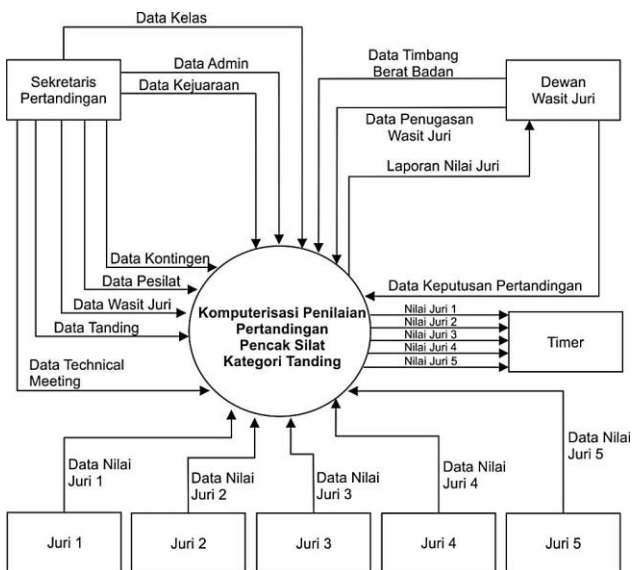 Data Kelas
Data Admin
Data Kejuaraan
Sekretaris
Pertandingan
Data Timbang
Berat Badan
Dewan
Wasit Juri
Data Penugasan
Wasit Juri
Laporan Nilai Juri
Data Kontingen
Data Pesilat
Data Wasit Juri
Data Tanding
Data Technical
Meeting
Komputerisasi Penilaian
Pertandingan
Pencak Silat
Kategori Tanding
Data Keputusan Pertandingan
Nilai Juri 1
Nilai Juri 2
Nilai Juri 3
Nilai Juri 4
Nilai Juri 5
Timer
Data Nilai
Juri 1
Data Nilai
Juri 2
Data Nilai
Juri 3
Data Nilai
Juri 4
Data Nilai
Juri 5
Juri 1
Juri 2
Juri 3
Juri 4
Juri 5